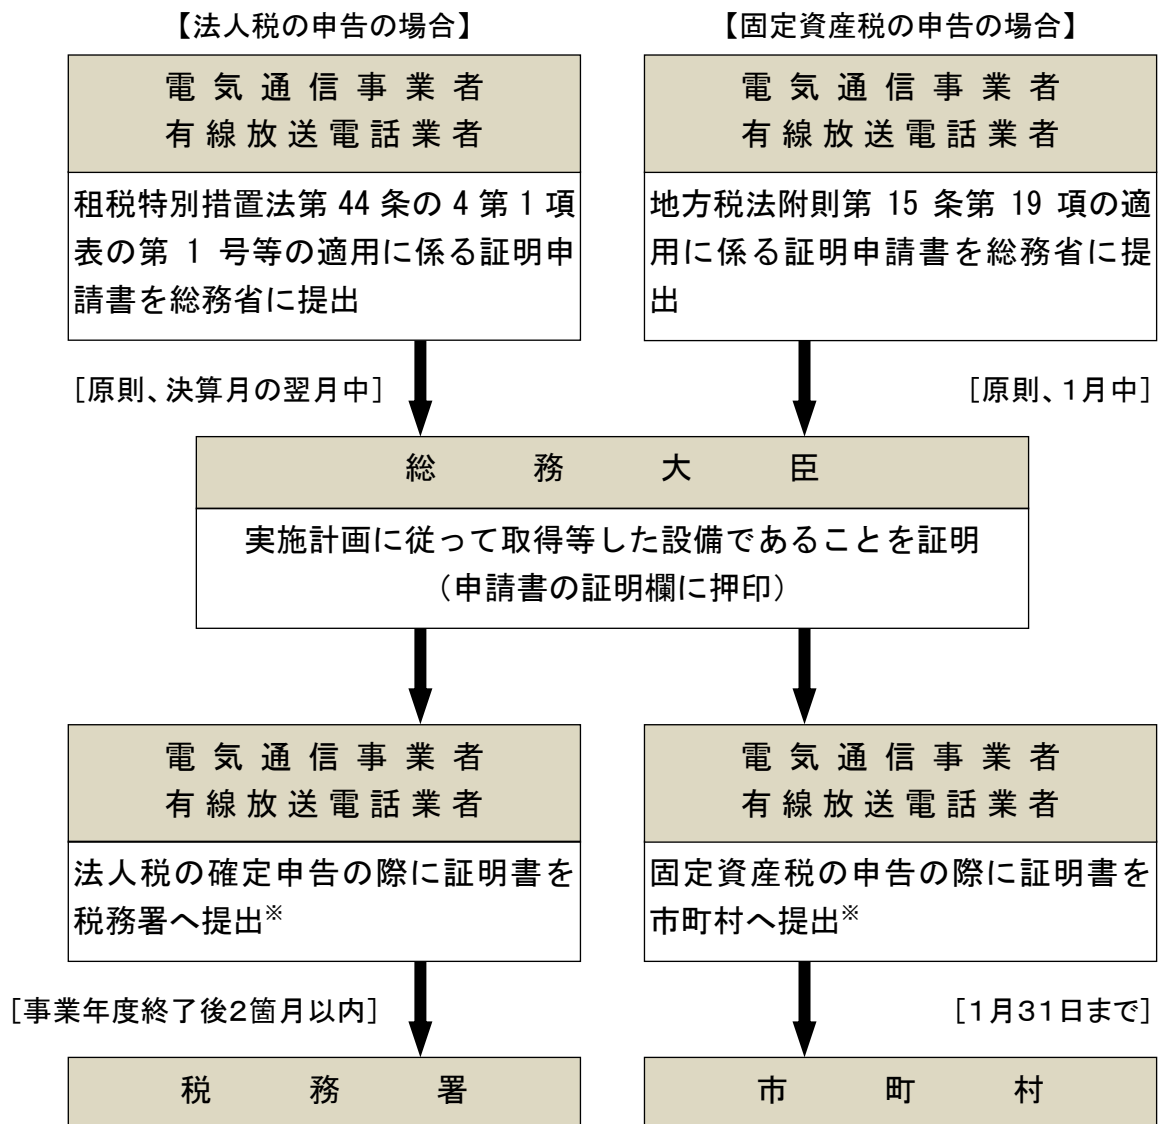 【法人税の申告の場合】
電気通信事業者
有線放送電話業者
租税特別措置法第 44 条の 4 第 1 項
表の第 1 号等の適用に係る証明申
請書を総務省に提出
[原則、決算月の翌月中]
【固定資産税の申告の場合】
電気通信事業者
有線放送電話業者
地方税法附則第 15 条第 19 項の適
用に係る証明申請書を総務省に提
出
[原則、1月中]
総務大臣
実施計画に従って取得等した設備であることを証明
（申請書の証明欄に押印）
電気通信事業者
有線放送電話業者
法人税の確定申告の際に証明書を
税務署へ提出※
[事業年度終了後2箇月以内]
税務署
電気通信事業者
有線放送電話業者
固定資産税の申告の際に証明書を
市町村へ提出※
[1月31日まで]
市町村